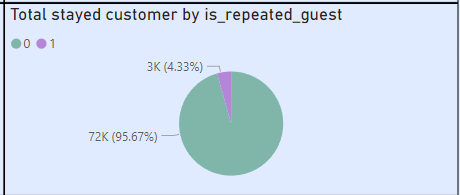 Total stayed customer by is_repeated_guest
0 1
3K (4.33%)
72K (95.67%)